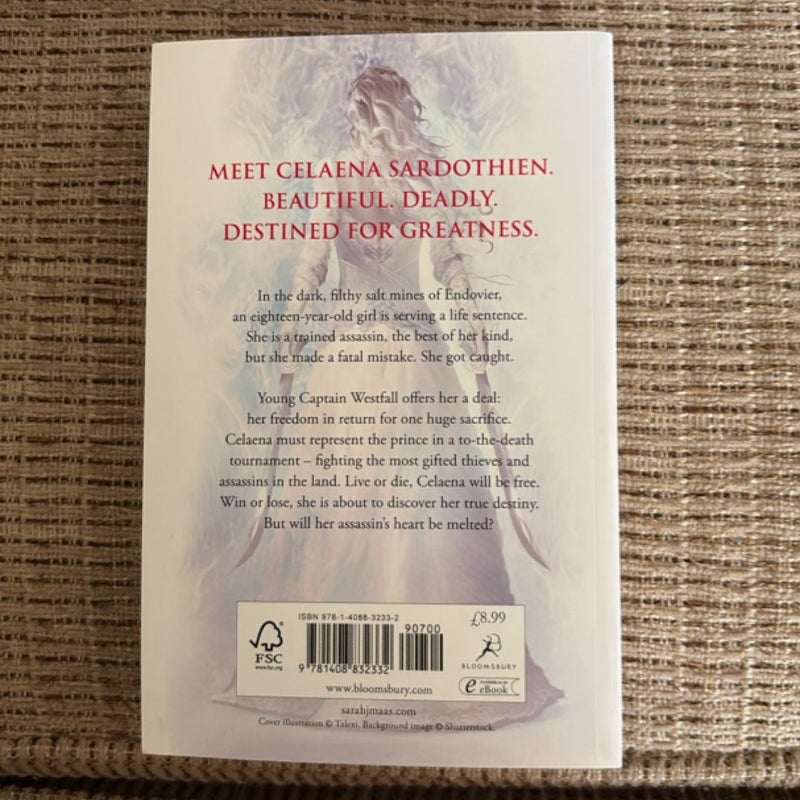 MEET CELAENA SARDOTHIEN.
BEAUTIFUL. DEADLY.
DESTINED FOR GREATNESS.
In the dark, filthy salt mines of Endovier,
an eighteen-year-old girl is serving a life sentence.
She is a trained assassin, the best of her kind,
but she made a fatal mistake. She got caught.
Young Captain Westfall offers her a deal:
her freedom in return for one huge sacrifice.
Celaena must represent the prince in a to-the-death
tournament – fighting the most gifted thieves and
assassins in the land. Live or die, Celaena will be free.
Win or lose, she is about to discover her true destiny.
But will her assassin's heart be melted?
ISBN 978-1-4088-3233-2
90700
£8.99
FSC
www.fsc.org
9 781408 832332
BLOOMSBURY
www.bloomsbury.com
e Available as an
eBook
sarahjmaas.com
Cover illustration © Talexi. Background image © Shutterstock.